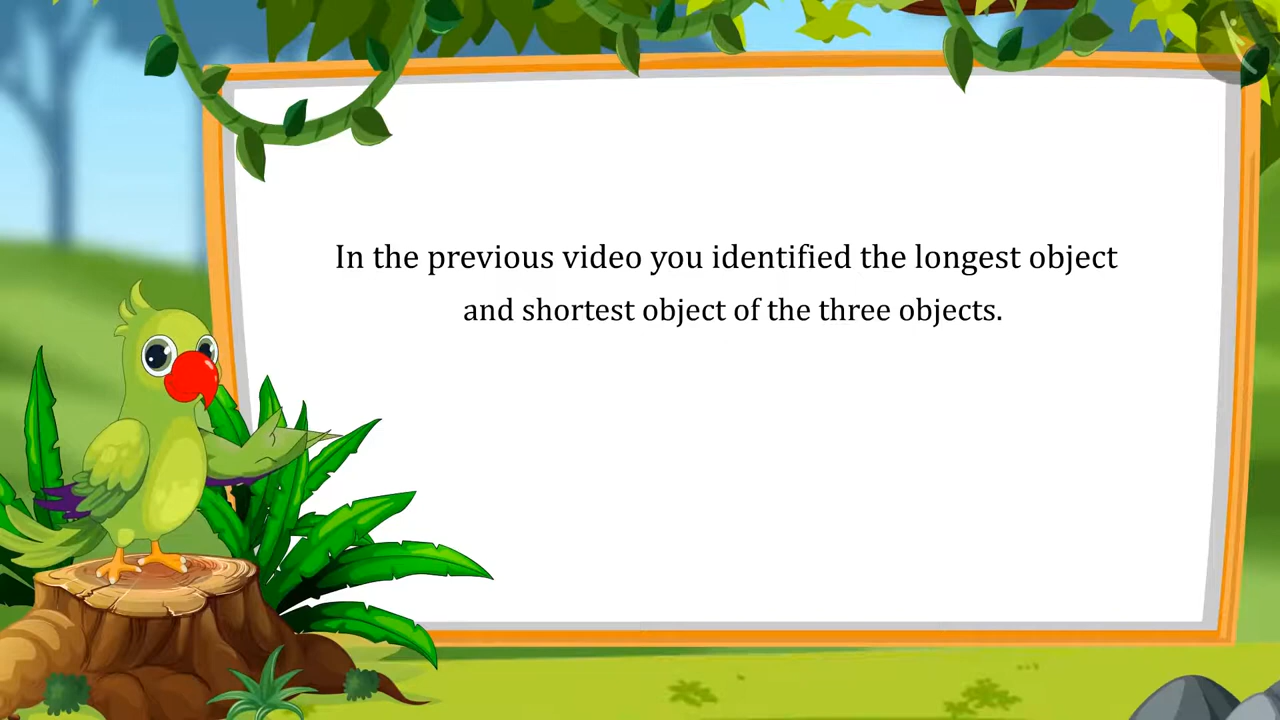 In the previous video you identified the longest object
and shortest object of the three objects.